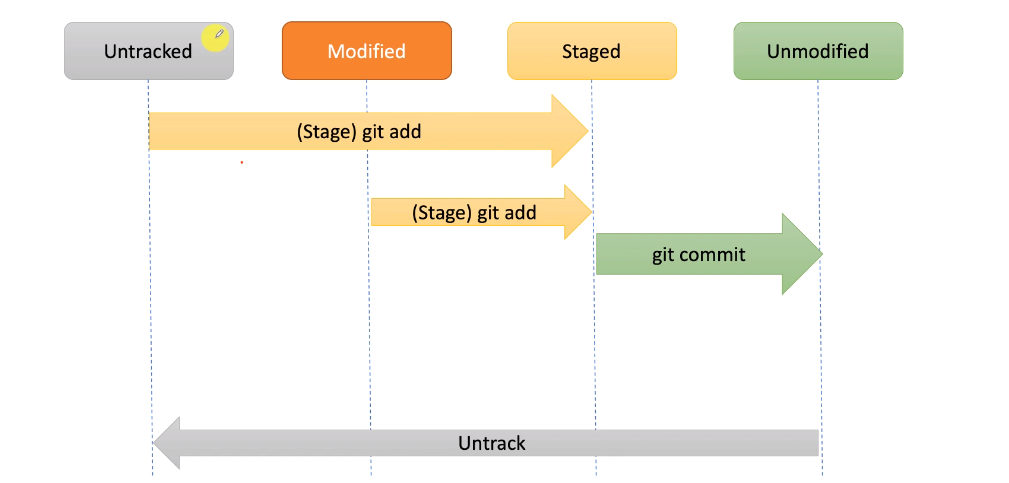 Untracked
Modified
Staged
Unmodified
(Stage) git add
(Stage) git add
git commit
Untrack